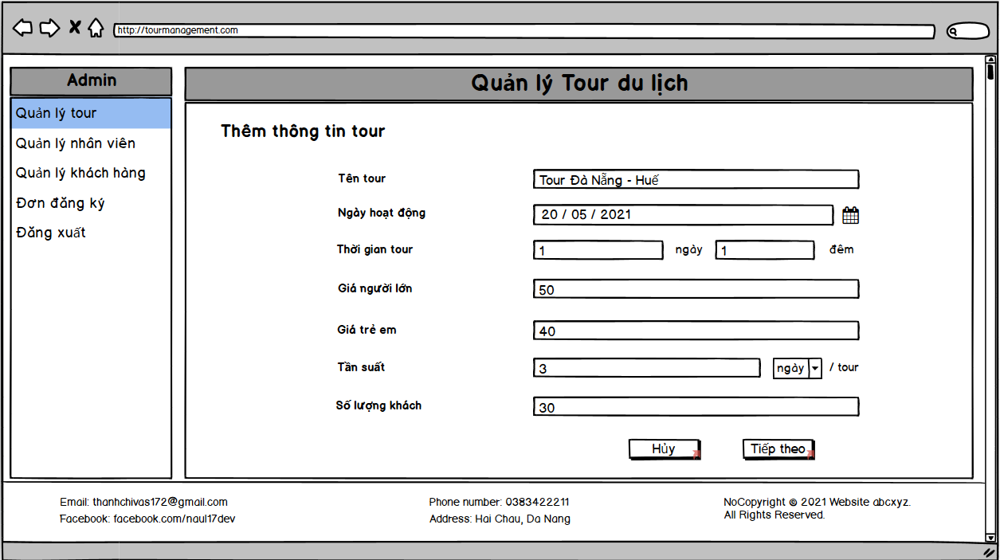 http://tourmanagement.com
Admin
Quản lý tour
Quản lý nhân viên
Quản lý khách hàng
Đơn đăng ký
Đăng xuất
Quản lý Tour du lịch
Thêm thông tin tour
Tên tour
Tour Đà Nẵng - Huế
Ngày hoạt động
20 / 05 / 2021
Thời gian tour
1 ngày 1 đêm
Giá người lớn
50
Giá trẻ em
40
Tần suất
3 ngày / tour
Số lượng khách
30
Hủy Tiếp theo
Email: thanhchivas172@gmail.com
Facebook: facebook.com/naul17dev
Phone number: 0383422211
Address: Hai Chau, Da Nang
NoCopyright © 2021 Website abcxyz.
All Rights Reserved.